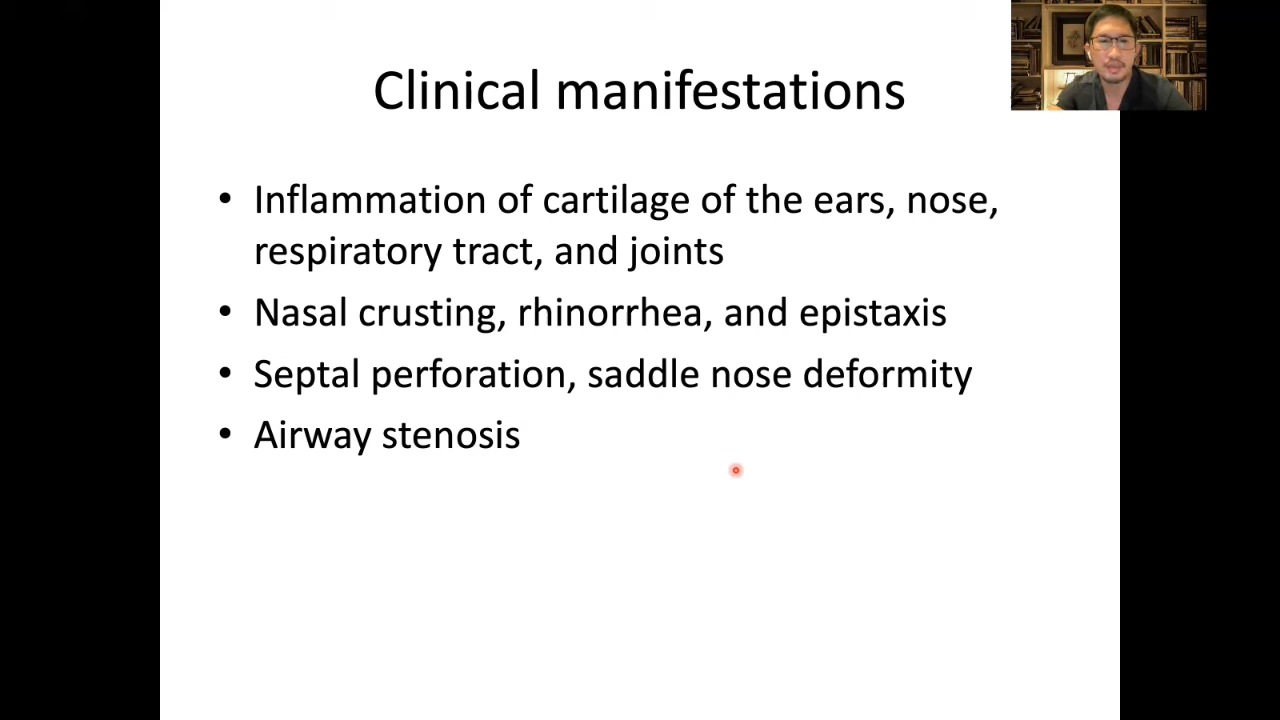 Clinical manifestations
• Inflammation of cartilage of the ears, nose,
respiratory tract, and joints
• Nasal crusting, rhinorrhea, and epistaxis
• Septal perforation, saddle nose deformity
• Airway stenosis